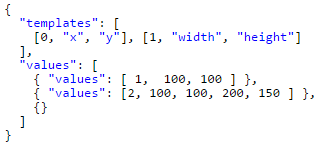 {
  "templates": [
    [0, "x", "y"], [1, "width", "height"]
  ],
  "values": [
    { "values": [ 1,  100, 100 ] },
    { "values": [2, 100, 100, 200, 150 ] },
    {}
  ]
}